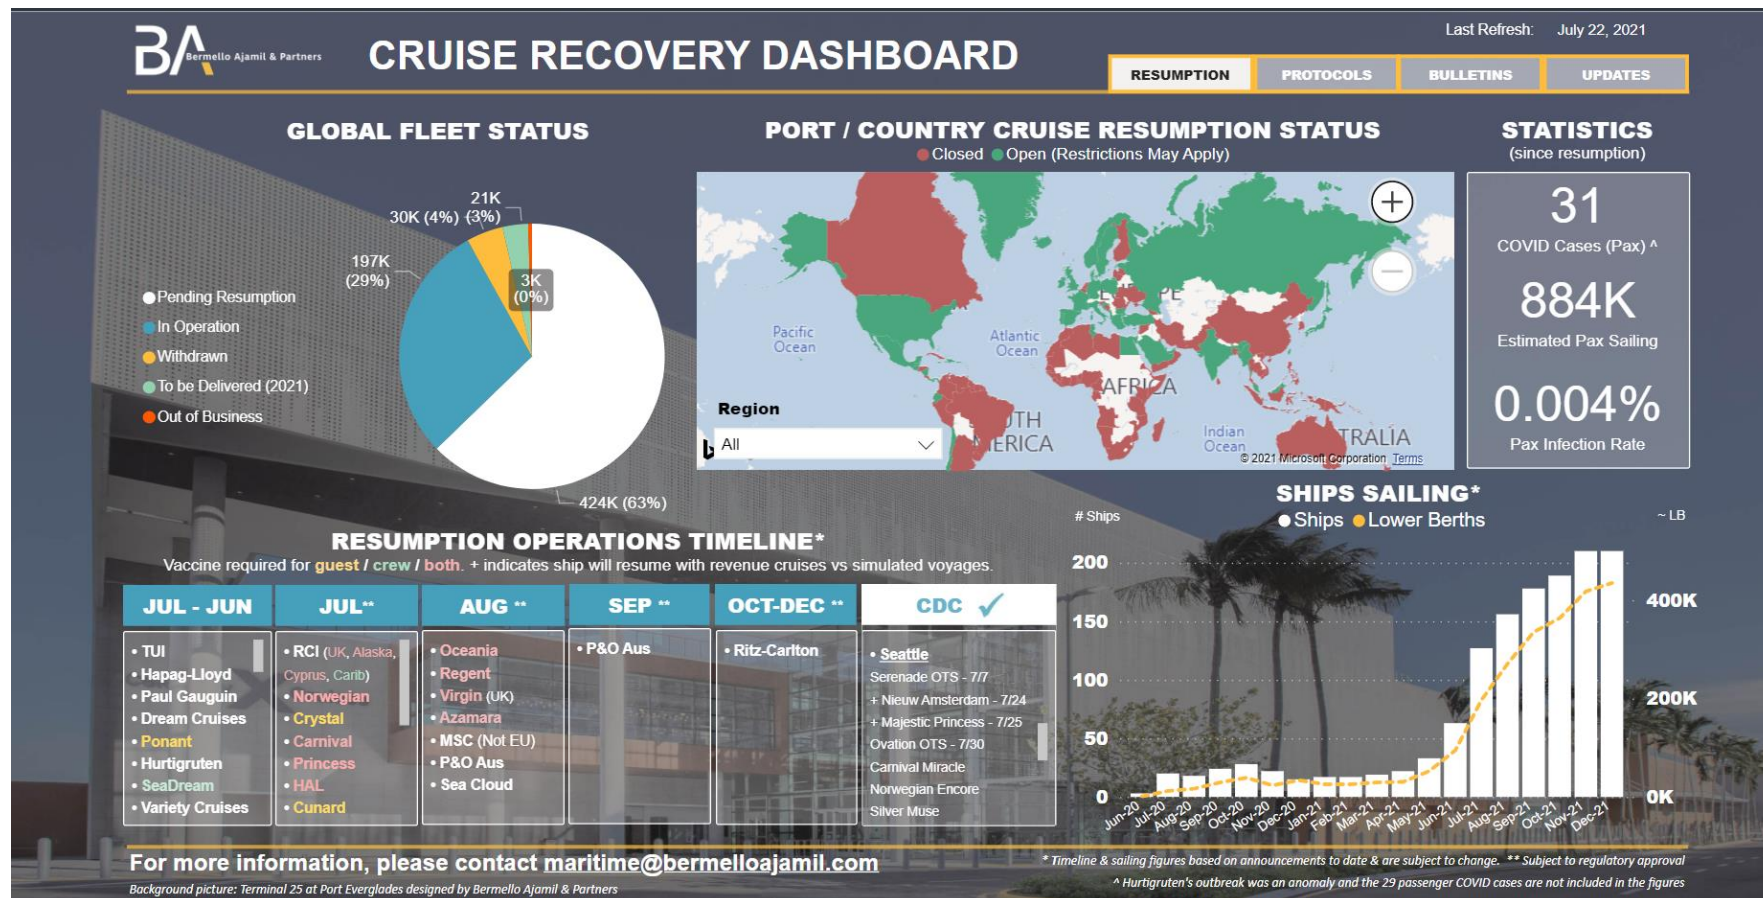 BA
Bermello Ajamil & Partners
CRUISE RECOVERY DASHBOARD
Last Refresh: July 22, 2021
RESUMPTION PROTOCOLS BULLETINS UPDATES
GLOBAL FLEET STATUS
21K
30K (4%) (3%)
197K
(29%)
3K
(0%)
424K (63%)
Pending Resumption
In Operation
Withdrawn
To be Delivered (2021)
Out of Business
PORT / COUNTRY CRUISE RESUMPTION STATUS
Closed Open (Restrictions May Apply)
Pacific
Ocean
Atlantic
Ocean
AFRICA
Indian
Ocean
Region
All
© 2021 Microsoft Corporation Terms
STATISTICS
(since resumption)
31
COVID Cases (Pax) ^
884K
Estimated Pax Sailing
0.004%
Pax Infection Rate
RESUMPTION OPERATIONS TIMELINE*
Vaccine required for guest / crew / both. + indicates ship will resume with revenue cruises vs simulated voyages.
JUL - JUN
• TUI
• Hapag-Lloyd
• Paul Gauguin
• Dream Cruises
• Ponant
• Hurtigruten
• SeaDream
• Variety Cruises
JUL**
• RCI (UK, Alaska,
Cyprus, Carib)
• Norwegian
• Crystal
• Carnival
• Princess
• HAL
• Cunard
AUG **
• Oceania
• Regent
• Virgin (UK)
• Azamara
• MSC (Not EU)
• P&O Aus
• Sea Cloud
SEP **
• P&O Aus
OCT-DEC **
• Ritz-Carlton
CDC ✓
• Seattle
Serenade OTS - 7/7
+ Nieuw Amsterdam - 7/24
+ Majestic Princess - 7/25
Ovation OTS - 7/30
Carnival Miracle
Norwegian Encore
Silver Muse
SHIPS SAILING*
# Ships
Ships Lower Berths
~ LB
200
150
100
50
0
400K
200K
0K
Jun-20 Jul-20 Aug-20 Sep-20 Oct-20 Nov-20 Dec-20 Jan-21 Feb-21 Mar-21 Apr-21 May-21 Jun-21 Jul-21 Aug-21 Sep-21 Oct-21 Nov-21 Dec-21
For more information, please contact maritime@bermelloajamil.com
Background picture: Terminal 25 at Port Everglades designed by Bermello Ajamil & Partners
* Timeline & sailing figures based on announcements to date & are subject to change. ** Subject to regulatory approval
^ Hurtigruten's outbreak was an anomaly and the 29 passenger COVID cases are not included in the figures